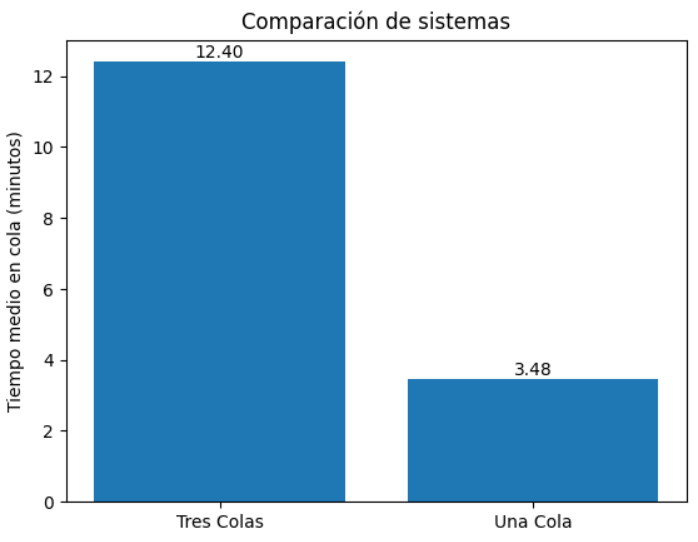 Comparación de sistemas
Tiempo medio en cola (minutos)
12
10
8
6
4
2
0
12.40
3.48
Tres Colas
Una Cola